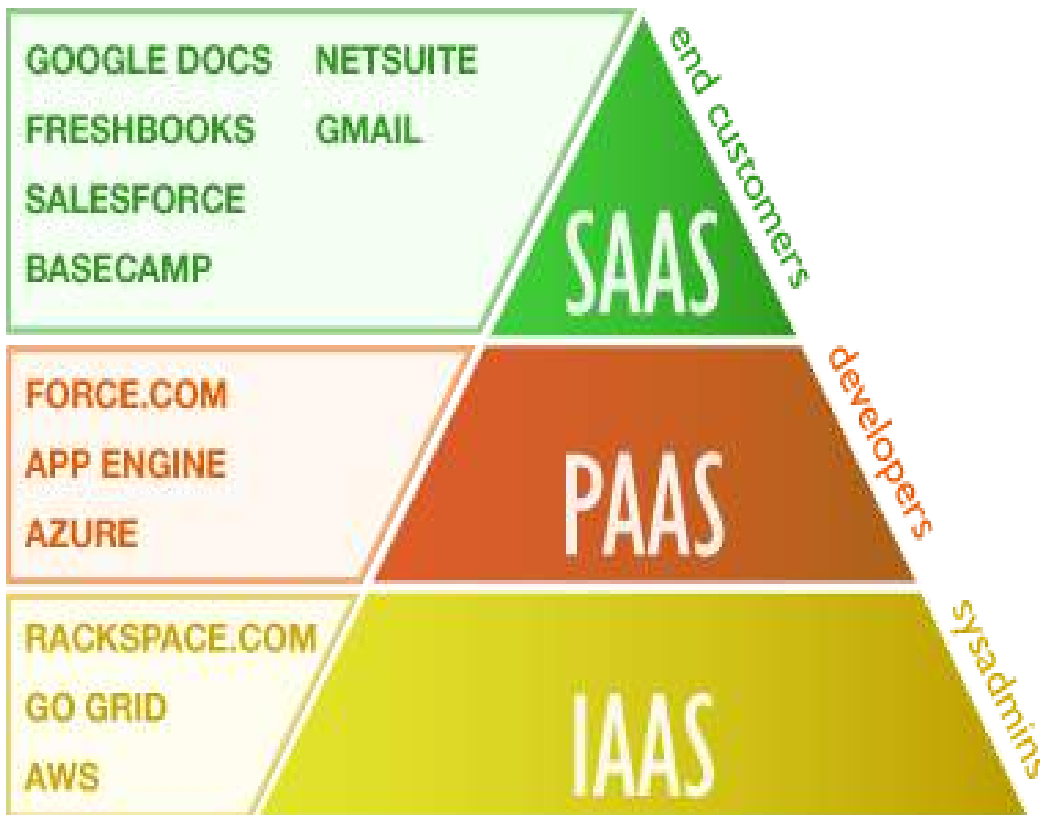 GOOGLE DOCS NETSUITE
FRESHBOOKS GMAIL
SALESFORCE
BASECAMP
SAAS
end customers
FORCE.COM
APP ENGINE
AZURE
PAAS
developers
RACKSPACE.COM
GO GRID
AWS
IAAS
sysadmins